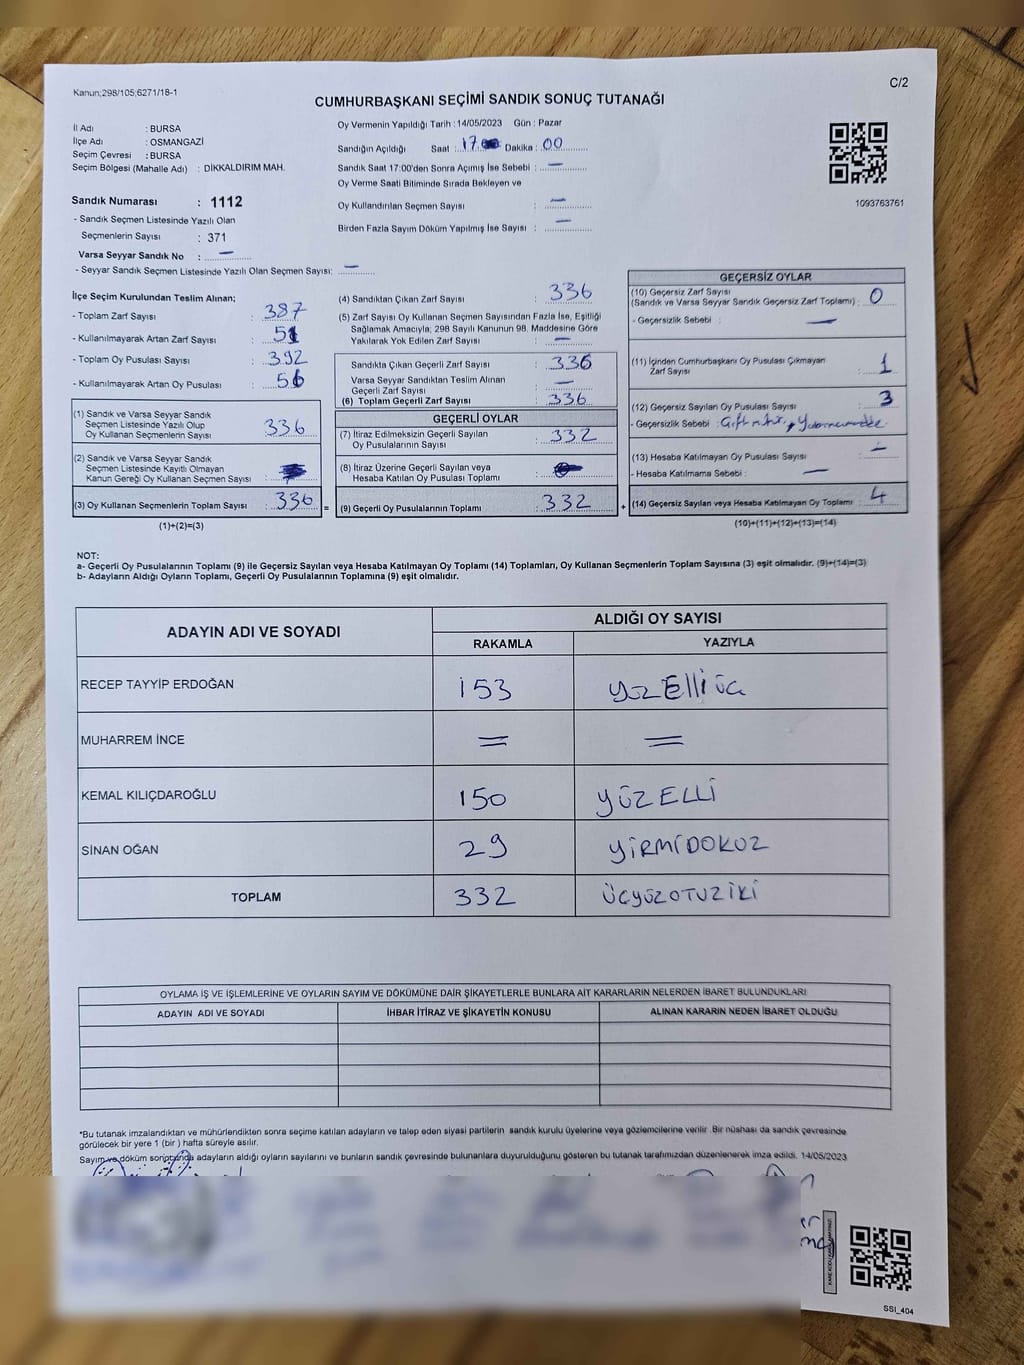 Kanun;298/105;6271/18-1
C/2
CUMHURBAŞKANI SEÇİMİ SANDIK SONUÇ TUTANAĞI
İl Adı : BURSA
İlçe Adı : OSMANGAZİ
Seçim Çevresi : BURSA
Seçim Bölgesi (Mahalle Adı) : DİKKALDIRIM MAH.
Sandık Numarası : 1112
- Sandık Seçmen Listesinde Yazılı Olan
Seçmenlerin Sayısı : 371
Varsa Seyyar Sandık No : —
- Seyyar Sandık Seçmen Listesinde Yazılı Olan Seçmen Sayısı: —
Oy Vermenin Yapıldığı Tarih : 14/05/2023 Gün : Pazar
Sandığın Açıldığı Saat : 17 Dakika : 00
Sandık Saat 17:00'den Sonra Açımış İse Sebebi : —
Oy Verme Saati Bitiminde Sırada Bekleyen ve
Oy Kullandırılan Seçmen Sayısı : —
Birden Fazla Sayım Döküm Yapılmış İse Sayısı : —
1093763761
İlçe Seçim Kurulundan Teslim Alınan;
- Toplam Zarf Sayısı : 387
- Kullanılmayarak Artan Zarf Sayısı : 51
- Toplam Oy Pusulası Sayısı : 392
- Kullanılmayarak Artan Oy Pusulası : 56
(1) Sandık ve Varsa Seyyar Sandık
Seçmen Listesinde Yazılı Olup
Oy Kullanan Seçmenlerin Sayısı : 336
(2) Sandık ve Varsa Seyyar Sandık
Seçmen Listesinde Kayıtlı Olmayan
Kanun Gereği Oy Kullanan Seçmen Sayısı :
(3) Oy Kullanan Seçmenlerin Toplam Sayısı : 336 =
(1)+(2)=(3)
(4) Sandıktan Çıkan Zarf Sayısı : 336
(5) Zarf Sayısı Oy Kullanan Seçmen Sayısından Fazla İse, Eşitliği
Sağlamak Amacıyla; 298 Sayılı Kanunun 98. Maddesine Göre
Yakılarak Yok Edilen Zarf Sayısı : —
Sandıkta Çıkan Geçerli Zarf Sayısı : 336
Varsa Seyyar Sandıktan Teslim Alınan
Geçerli Zarf Sayısı : —
(6) Toplam Geçerli Zarf Sayısı : 336
GEÇERLİ OYLAR
(7) İtiraz Edilmeksizin Geçerli Sayılan
Oy Pusulasının Sayısı : 332
(8) İtiraz Üzerine Geçerli Sayılan veya
Hesaba Katılan Oy Pusulası Toplamı :
(9) Geçerli Oy Pusulalarının Toplamı : 332 +
GEÇERSİZ OYLAR
(10) Geçersiz Zarf Sayısı
(Sandık ve Varsa Seyyar Sandık Geçersiz Zarf Toplamı) : 0
- Geçersizlik Sebebi : —
(11) İçinden Cumhurbaşkanı Oy Pusulası Çıkmayan
Zarf Sayısı : 1
(12) Geçersiz Sayılan Oy Pusulası Sayısı : 3
- Geçersizlik Sebebi : Çift mühür,
(13) Hesaba Katılmayan Oy Pusulası Sayısı : —
- Hesaba Katılmama Sebebi : —
(14) Geçersiz Sayılan veya Hesaba Katılmayan Oy Toplamı : 4
(10)+(11)+(12)+(13)=(14)
NOT:
a- Geçerli Oy Pusulalarının Toplamı (9) ile Geçersiz Sayılan veya Hesaba Katılmayan Oy Toplamı (14) Toplamları, Oy Kullanan Seçmenlerin Toplam Sayısına (3) eşit olmalıdır. (9)+(14)=(3)
b- Adayların Aldığı Oyların Toplamı, Geçerli Oy Pusulalarının Toplamına (9) eşit olmalıdır.
ADAYIN ADI VE SOYADI ALDIĞI OY SAYISI
RAKAMLA YAZIYLA
RECEP TAYYİP ERDOĞAN 153 yüz Elli üç
MUHARREM İNCE = =
KEMAL KILIÇDAROĞLU 150 YÜZ ELLİ
SİNAN OĞAN 29 YİRMİDOKUZ
TOPLAM 332 ÜÇYÜZOTUZİKİ
OYLAMA İŞ VE İŞLEMLERİNE VE OYLARIN SAYIM VE DÖKÜMÜNE DAİR ŞİKAYETLERLE BUNLARA AİT KARARLARIN NELERDEN İBARET BULUNDUKLARI
ADAYIN ADI VE SOYADI İHBAR İTİRAZ VE ŞİKAYETİN KONUSU ALINAN KARARIN NEDEN İBARET OLDUĞU
*Bu tutanak imzalandıktan ve mühürlendikten sonra seçime katılan adayların ve talep eden siyasi partilerin sandık kurulu üyelerine veya gözlemcilerine verilir. Bir nüshası da sandık çevresinde
görülecek bir yere 1 (bir ) hafta süreyle asılır.
Sayım ve döküm sonucunda adayların aldığı oyların sayılarını ve bunların sandık çevresinde bulunanlara duyurulduğunu gösteren bu tutanak tarafımızdan düzenlenerek imza edildi. 14/05/2023
SSI_404